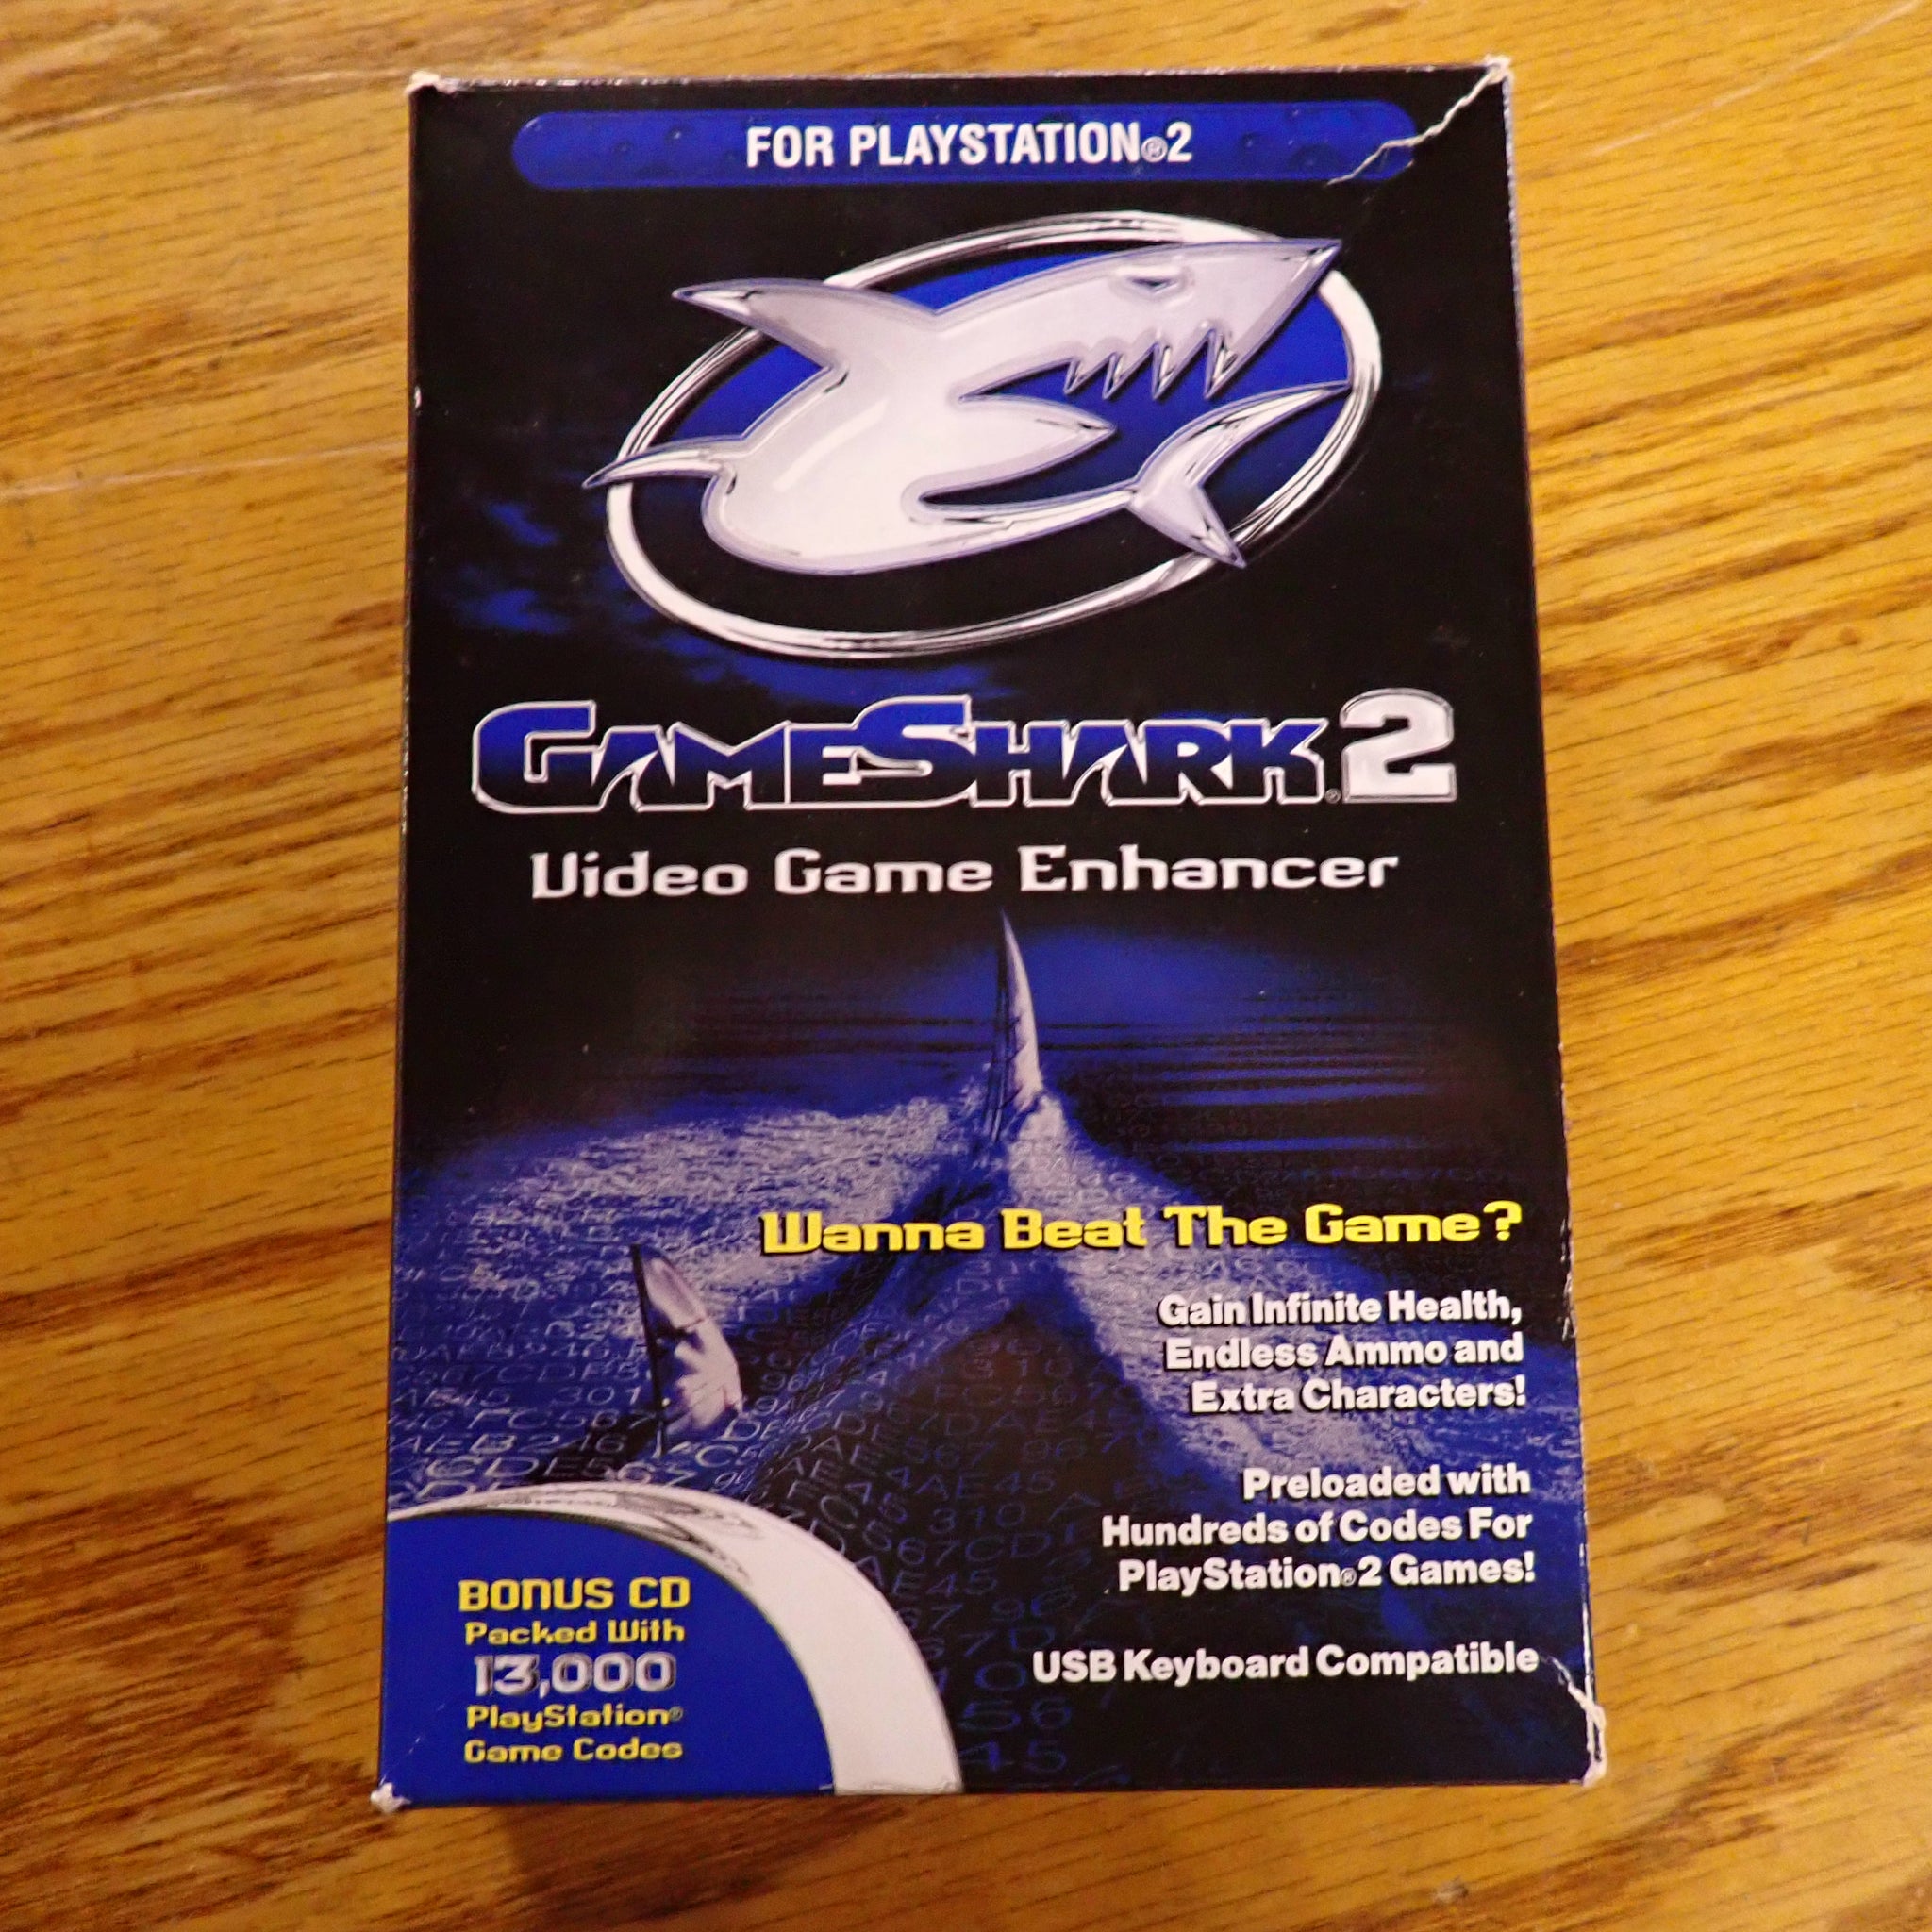 FOR PLAYSTATION®2
GAMESHARK®2
Video Game Enhancer
Wanna Beat The Game?
Gain Infinite Health,
Endless Ammo and
Extra Characters!
Preloaded with
Hundreds of Codes For
PlayStation®2 Games!
USB Keyboard Compatible
BONUS CD
Packed With
13,000
PlayStation®
Game Codes